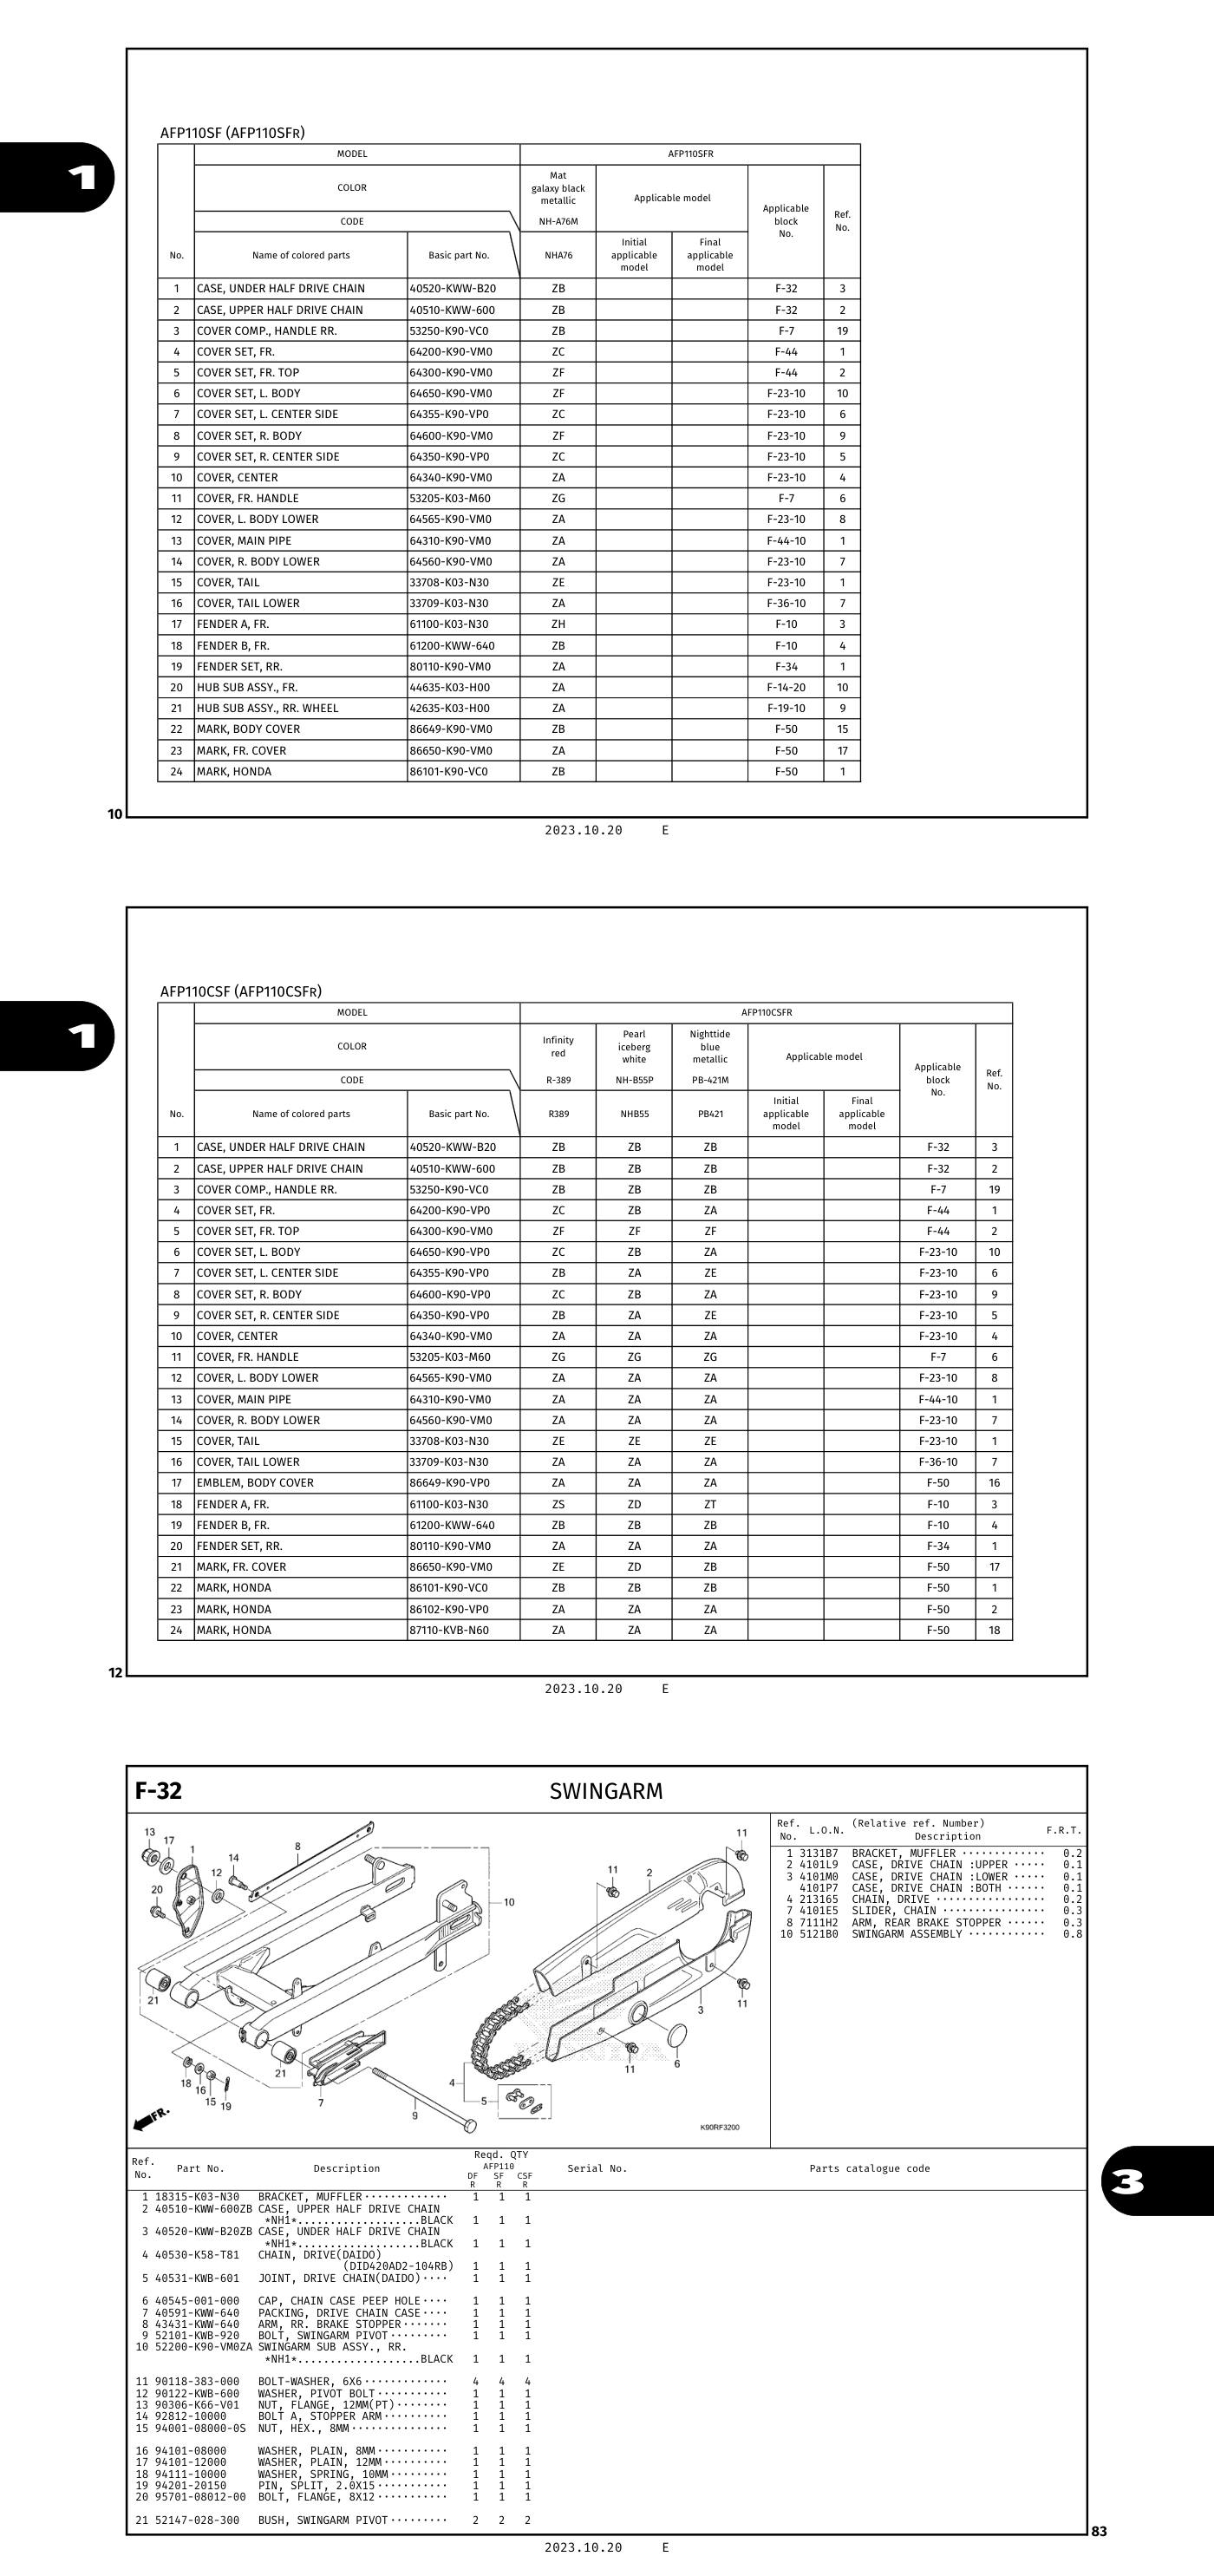 AFP110SF (AFP110SFR)
1
MODEL AFP110SFR
COLOR Mat galaxy black metallic Applicable model Applicable block No. Ref. No.
CODE NH-A76M
No. Name of colored parts Basic part No. NHA76 Initial applicable model Final applicable model
1 CASE, UNDER HALF DRIVE CHAIN 40520-KWW-B20 ZB F-32 3
2 CASE, UPPER HALF DRIVE CHAIN 40510-KWW-600 ZB F-32 2
3 COVER COMP., HANDLE RR. 53250-K90-VC0 ZB F-7 19
4 COVER SET, FR. 64200-K90-VM0 ZC F-44 1
5 COVER SET, FR. TOP 64300-K90-VM0 ZF F-44 2
6 COVER SET, L. BODY 64650-K90-VM0 ZF F-23-10 10
7 COVER SET, L. CENTER SIDE 64355-K90-VP0 ZC F-23-10 6
8 COVER SET, R. BODY 64600-K90-VM0 ZF F-23-10 9
9 COVER SET, R. CENTER SIDE 64350-K90-VP0 ZC F-23-10 5
10 COVER, CENTER 64340-K90-VM0 ZA F-23-10 4
11 COVER, FR. HANDLE 53205-K03-M60 ZG F-7 6
12 COVER, L. BODY LOWER 64565-K90-VM0 ZA F-23-10 8
13 COVER, MAIN PIPE 64310-K90-VM0 ZA F-44-10 1
14 COVER, R. BODY LOWER 64560-K90-VM0 ZA F-23-10 7
15 COVER, TAIL 33708-K03-N30 ZE F-23-10 1
16 COVER, TAIL LOWER 33709-K03-N30 ZA F-36-10 7
17 FENDER A, FR. 61100-K03-N30 ZH F-10 3
18 FENDER B, FR. 61200-KWW-640 ZB F-10 4
19 FENDER SET, RR. 80110-K90-VM0 ZA F-34 1
20 HUB SUB ASSY., FR. 44635-K03-H00 ZA F-14-20 10
21 HUB SUB ASSY., RR. WHEEL 42635-K03-H00 ZA F-19-10 9
22 MARK, BODY COVER 86649-K90-VM0 ZB F-50 15
23 MARK, FR. COVER 86650-K90-VM0 ZA F-50 17
24 MARK, HONDA 86101-K90-VC0 ZB F-50 1
10
2023.10.20 E
AFP110CSF (AFP110CSFR)
1
MODEL AFP110CSFR
COLOR Infinity red Pearl iceberg white Nighttide blue metallic Applicable model Applicable block No. Ref. No.
CODE R-389 NH-B55P PB-421M
No. Name of colored parts Basic part No. R389 NHB55 PB421 Initial applicable model Final applicable model
1 CASE, UNDER HALF DRIVE CHAIN 40520-KWW-B20 ZB ZB ZB F-32 3
2 CASE, UPPER HALF DRIVE CHAIN 40510-KWW-600 ZB ZB ZB F-32 2
3 COVER COMP., HANDLE RR. 53250-K90-VC0 ZB ZB ZB F-7 19
4 COVER SET, FR. 64200-K90-VP0 ZC ZB ZA F-44 1
5 COVER SET, FR. TOP 64300-K90-VM0 ZF ZF ZF F-44 2
6 COVER SET, L. BODY 64650-K90-VP0 ZC ZB ZA F-23-10 10
7 COVER SET, L. CENTER SIDE 64355-K90-VP0 ZB ZA ZE F-23-10 6
8 COVER SET, R. BODY 64600-K90-VP0 ZC ZB ZA F-23-10 9
9 COVER SET, R. CENTER SIDE 64350-K90-VP0 ZB ZA ZE F-23-10 5
10 COVER, CENTER 64340-K90-VM0 ZA ZA ZA F-23-10 4
11 COVER, FR. HANDLE 53205-K03-M60 ZG ZG ZG F-7 6
12 COVER, L. BODY LOWER 64565-K90-VM0 ZA ZA ZA F-23-10 8
13 COVER, MAIN PIPE 64310-K90-VM0 ZA ZA ZA F-44-10 1
14 COVER, R. BODY LOWER 64560-K90-VM0 ZA ZA ZA F-23-10 7
15 COVER, TAIL 33708-K03-N30 ZE ZE ZE F-23-10 1
16 COVER, TAIL LOWER 33709-K03-N30 ZA ZA ZA F-36-10 7
17 EMBLEM, BODY COVER 86649-K90-VP0 ZA ZA ZA F-50 16
18 FENDER A, FR. 61100-K03-N30 ZS ZD ZT F-10 3
19 FENDER B, FR. 61200-KWW-640 ZB ZB ZB F-10 4
20 FENDER SET, RR. 80110-K90-VM0 ZA ZA ZA F-34 1
21 MARK, FR. COVER 86650-K90-VM0 ZE ZD ZB F-50 17
22 MARK, HONDA 86101-K90-VC0 ZB ZB ZB F-50 1
23 MARK, HONDA 86102-K90-VP0 ZA ZA ZA F-50 2
24 MARK, HONDA 87110-KVB-N60 ZA ZA ZA F-50 18
12
2023.10.20 E
F-32 SWINGARM
13 17 1 14 8 12 20 10 21 21 18 16 15 19 7 9
11 2 11 11 3 6 11 4 5
FR.
K90RF3200
Ref. No. L.O.N. (Relative ref. Number) Description F.R.T.
1 3131B7 BRACKET, MUFFLER ············· 0.2
2 4101L9 CASE, DRIVE CHAIN :UPPER ····· 0.1
3 4101M0 CASE, DRIVE CHAIN :LOWER ····· 0.1
4101P7 CASE, DRIVE CHAIN :BOTH ······ 0.1
4 213165 CHAIN, DRIVE ················· 0.2
7 4101E5 SLIDER, CHAIN ················ 0.3
8 7111H2 ARM, REAR BRAKE STOPPER ······ 0.3
10 5121B0 SWINGARM ASSEMBLY ············ 0.8
3
Ref. No. Part No. Description Reqd. QTY AFP110 DF SF CSF R R R Serial No. Parts catalogue code
1 18315-K03-N30 BRACKET, MUFFLER············· 1 1 1
2 40510-KWW-600ZB CASE, UPPER HALF DRIVE CHAIN
*NH1*...................BLACK 1 1 1
3 40520-KWW-B20ZB CASE, UNDER HALF DRIVE CHAIN
*NH1*...................BLACK 1 1 1
4 40530-K58-T81 CHAIN, DRIVE(DAIDO)
(DID420AD2-104RB) 1 1 1
5 40531-KWB-601 JOINT, DRIVE CHAIN(DAIDO)···· 1 1 1
6 40545-001-000 CAP, CHAIN CASE PEEP HOLE···· 1 1 1
7 40591-KWW-640 PACKING, DRIVE CHAIN CASE···· 1 1 1
8 43431-KWW-640 ARM, RR. BRAKE STOPPER······· 1 1 1
9 52101-KWB-920 BOLT, SWINGARM PIVOT········· 1 1 1
10 52200-K90-VM0ZA SWINGARM SUB ASSY., RR.
*NH1*...................BLACK 1 1 1
11 90118-383-000 BOLT-WASHER, 6X6············· 4 4 4
12 90122-KWB-600 WASHER, PIVOT BOLT··········· 1 1 1
13 90306-K66-V01 NUT, FLANGE, 12MM(PT)········ 1 1 1
14 92812-10000 BOLT A, STOPPER ARM·········· 1 1 1
15 94001-08000-0S NUT, HEX., 8MM··············· 1 1 1
16 94101-08000 WASHER, PLAIN, 8MM··········· 1 1 1
17 94101-12000 WASHER, PLAIN, 12MM·········· 1 1 1
18 94111-10000 WASHER, SPRING, 10MM········· 1 1 1
19 94201-20150 PIN, SPLIT, 2.0X15··········· 1 1 1
20 95701-08012-00 BOLT, FLANGE, 8X12··········· 1 1 1
21 52147-028-300 BUSH, SWINGARM PIVOT········· 2 2 2
83
2023.10.20 E